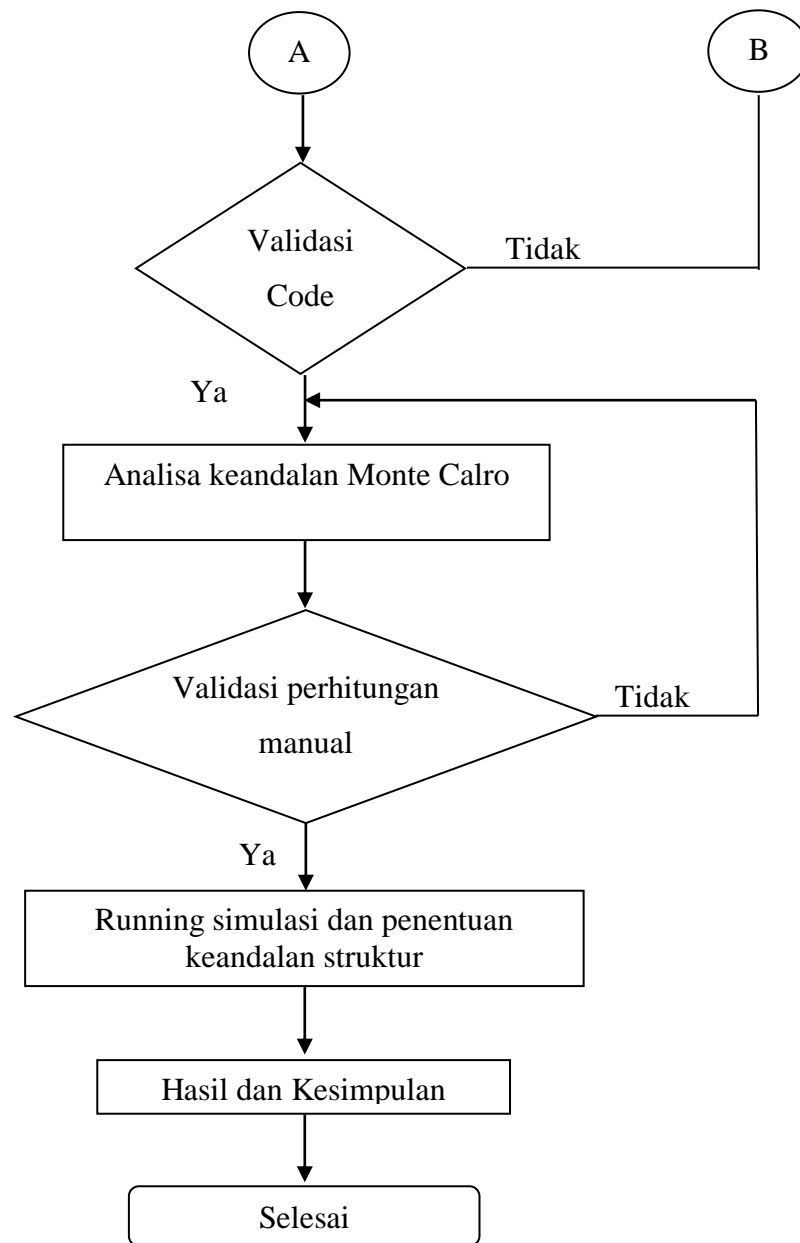 A
B
Validasi
Code
Tidak
Ya
Analisa keandalan Monte Calro
Validasi perhitungan
manual
Tidak
Ya
Running simulasi dan penentuan
keandalan struktur
Hasil dan Kesimpulan
Selesai